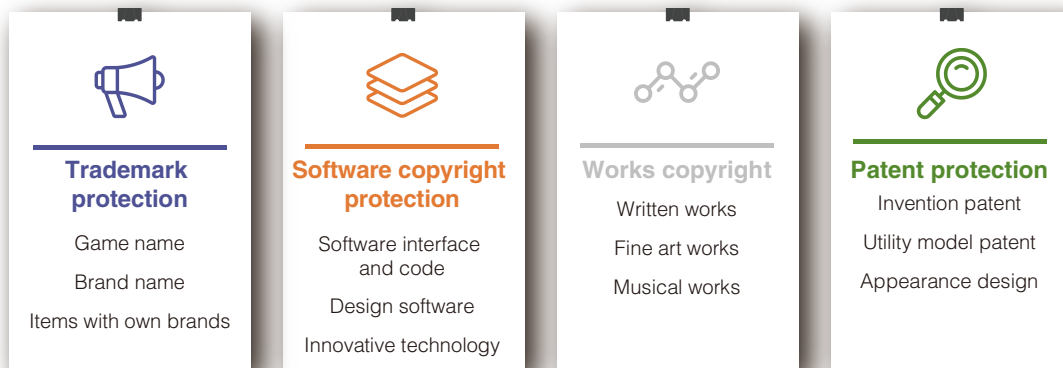 Trademark
protection
Game name
Brand name
Items with own brands
Software copyright
protection
Software interface
and code
Design software
Innovative technology
Works copyright
Written works
Fine art works
Musical works
Patent protection
Invention patent
Utility model patent
Appearance design